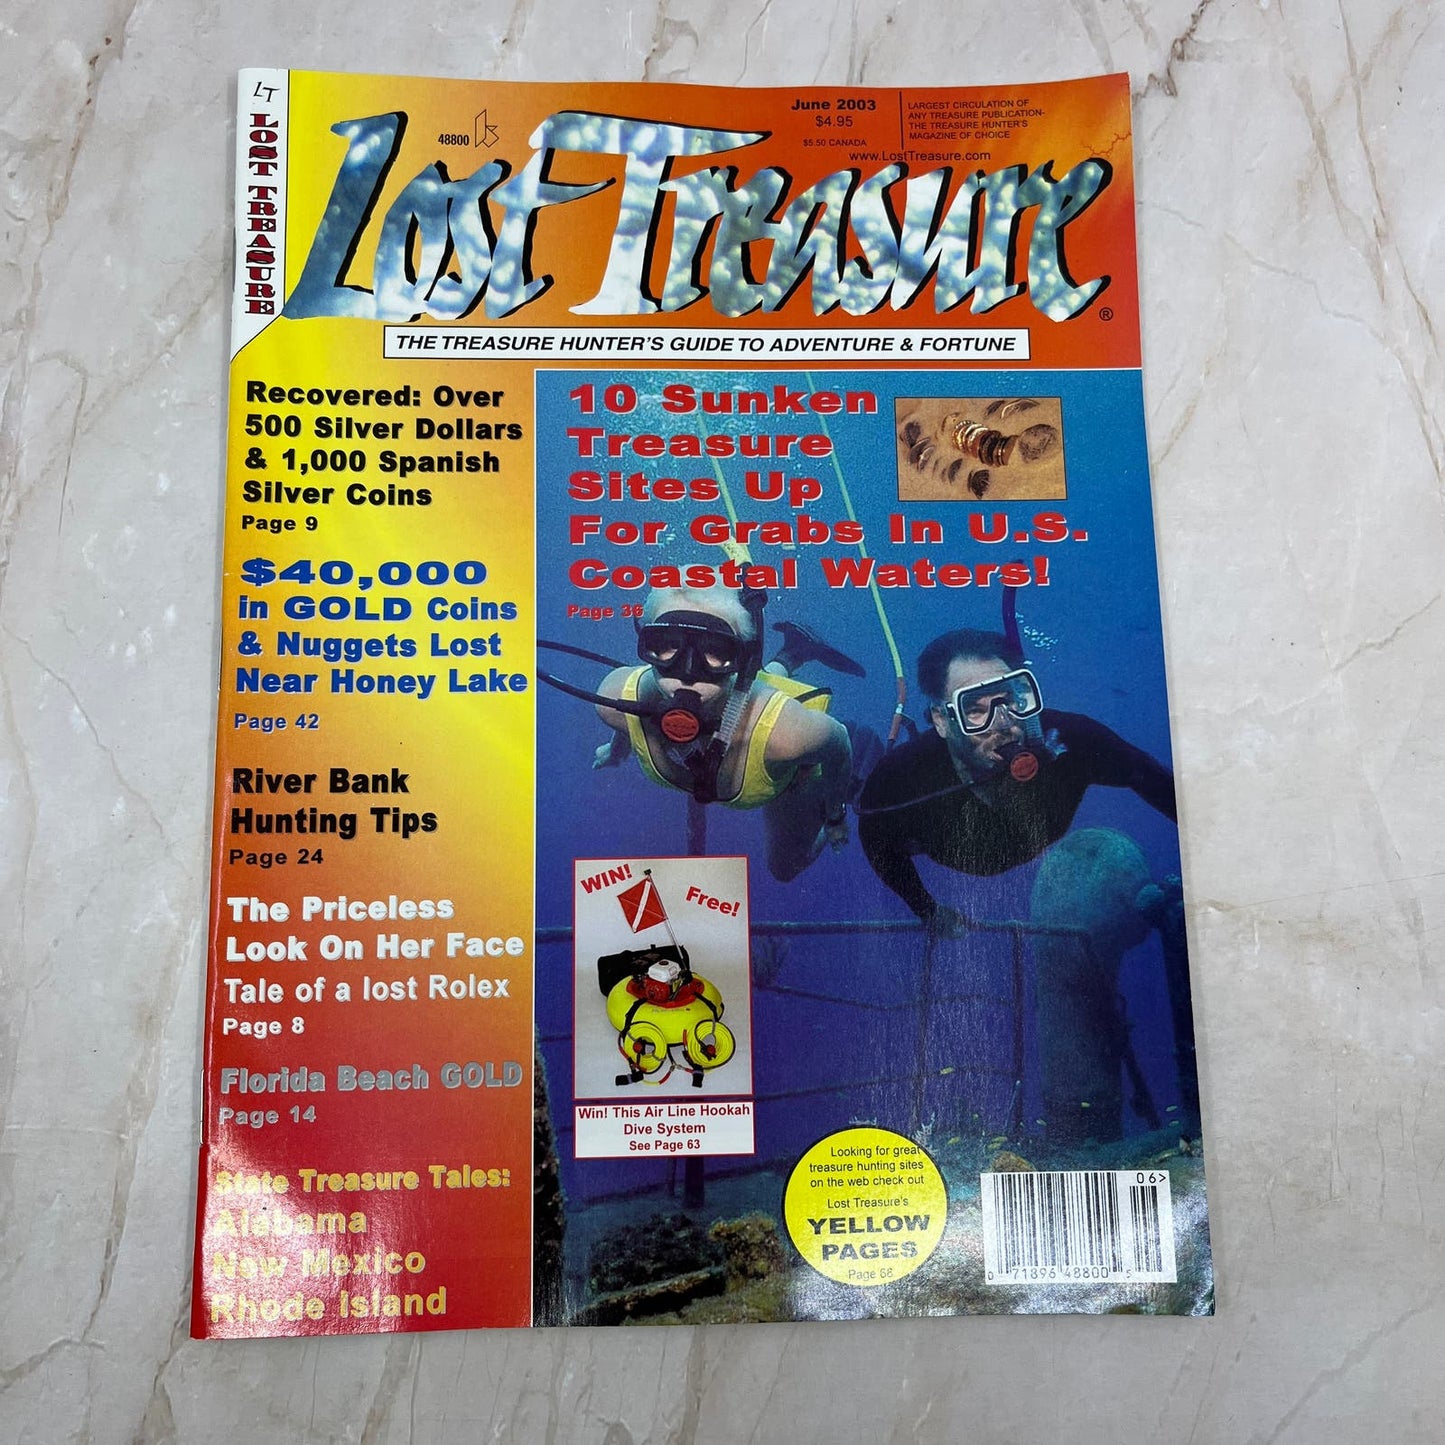 LT LOST TREASURE
48800
June 2003
$4.95
$5.50 CANADA
LARGEST CIRCULATION OF
ANY TREASURE PUBLICATION-
THE TREASURE HUNTER'S
MAGAZINE OF CHOICE
www.LostTreasure.com
Lost Treasure®
THE TREASURE HUNTER'S GUIDE TO ADVENTURE & FORTUNE
Recovered: Over
500 Silver Dollars
& 1,000 Spanish
Silver Coins
Page 9
$40,000
in GOLD Coins
& Nuggets Lost
Near Honey Lake
Page 42
River Bank
Hunting Tips
Page 24
The Priceless
Look On Her Face
Tale of a lost Rolex
Page 8
Florida Beach GOLD
Page 14
State Treasure Tales:
Alabama
New Mexico
Rhode Island
10 Sunken
Treasure
Sites Up
For Grabs In U.S.
Coastal Waters!
Page 36
WIN!
Free!
Win! This Air Line Hookah
Dive System
See Page 63
Looking for great
treasure hunting sites
on the web check out
Lost Treasure's
YELLOW
PAGES
Page 68
06>
0 71896 48800 5